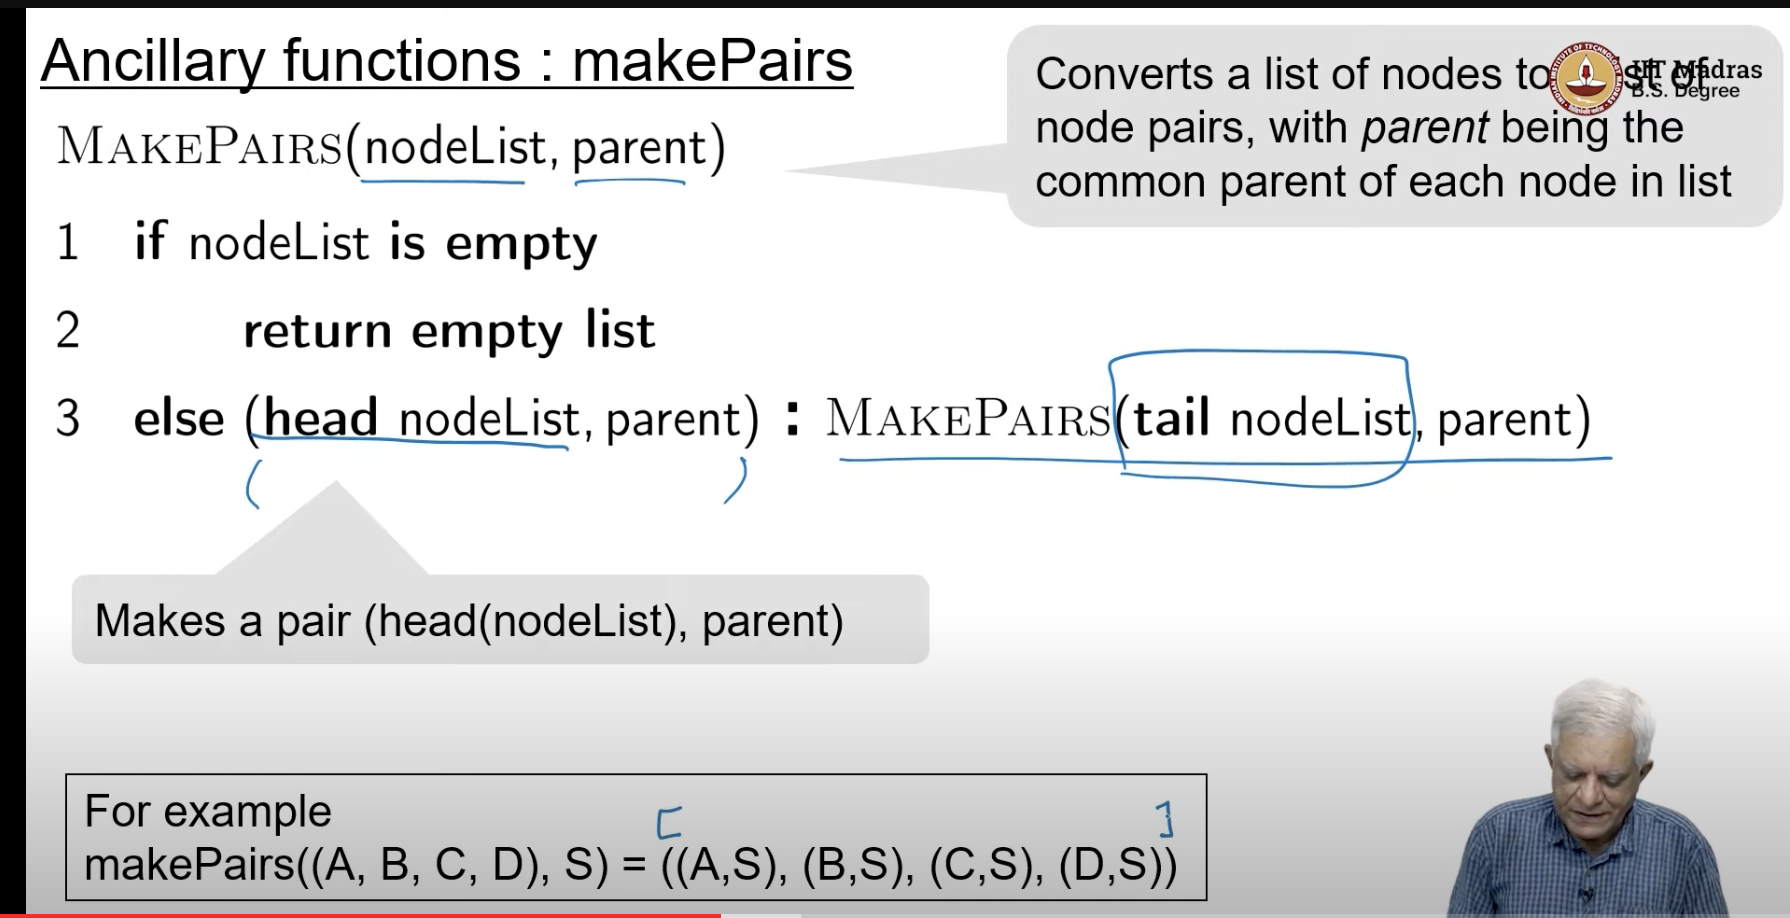 Ancillary functions : makePairs
MAKEPAIRS(nodeList, parent)
1 if nodeList is empty
2 return empty list
3 else (head nodeList, parent) : MAKEPAIRS(tail nodeList, parent)
Converts a list of nodes to st of
node pairs, with parent being the
common parent of each node in list
IIT Madras
B.S. Degree
( )
Makes a pair (head(nodeList), parent)
For example
[ ]
makePairs((A, B, C, D), S) = ((A,S), (B,S), (C,S), (D,S))